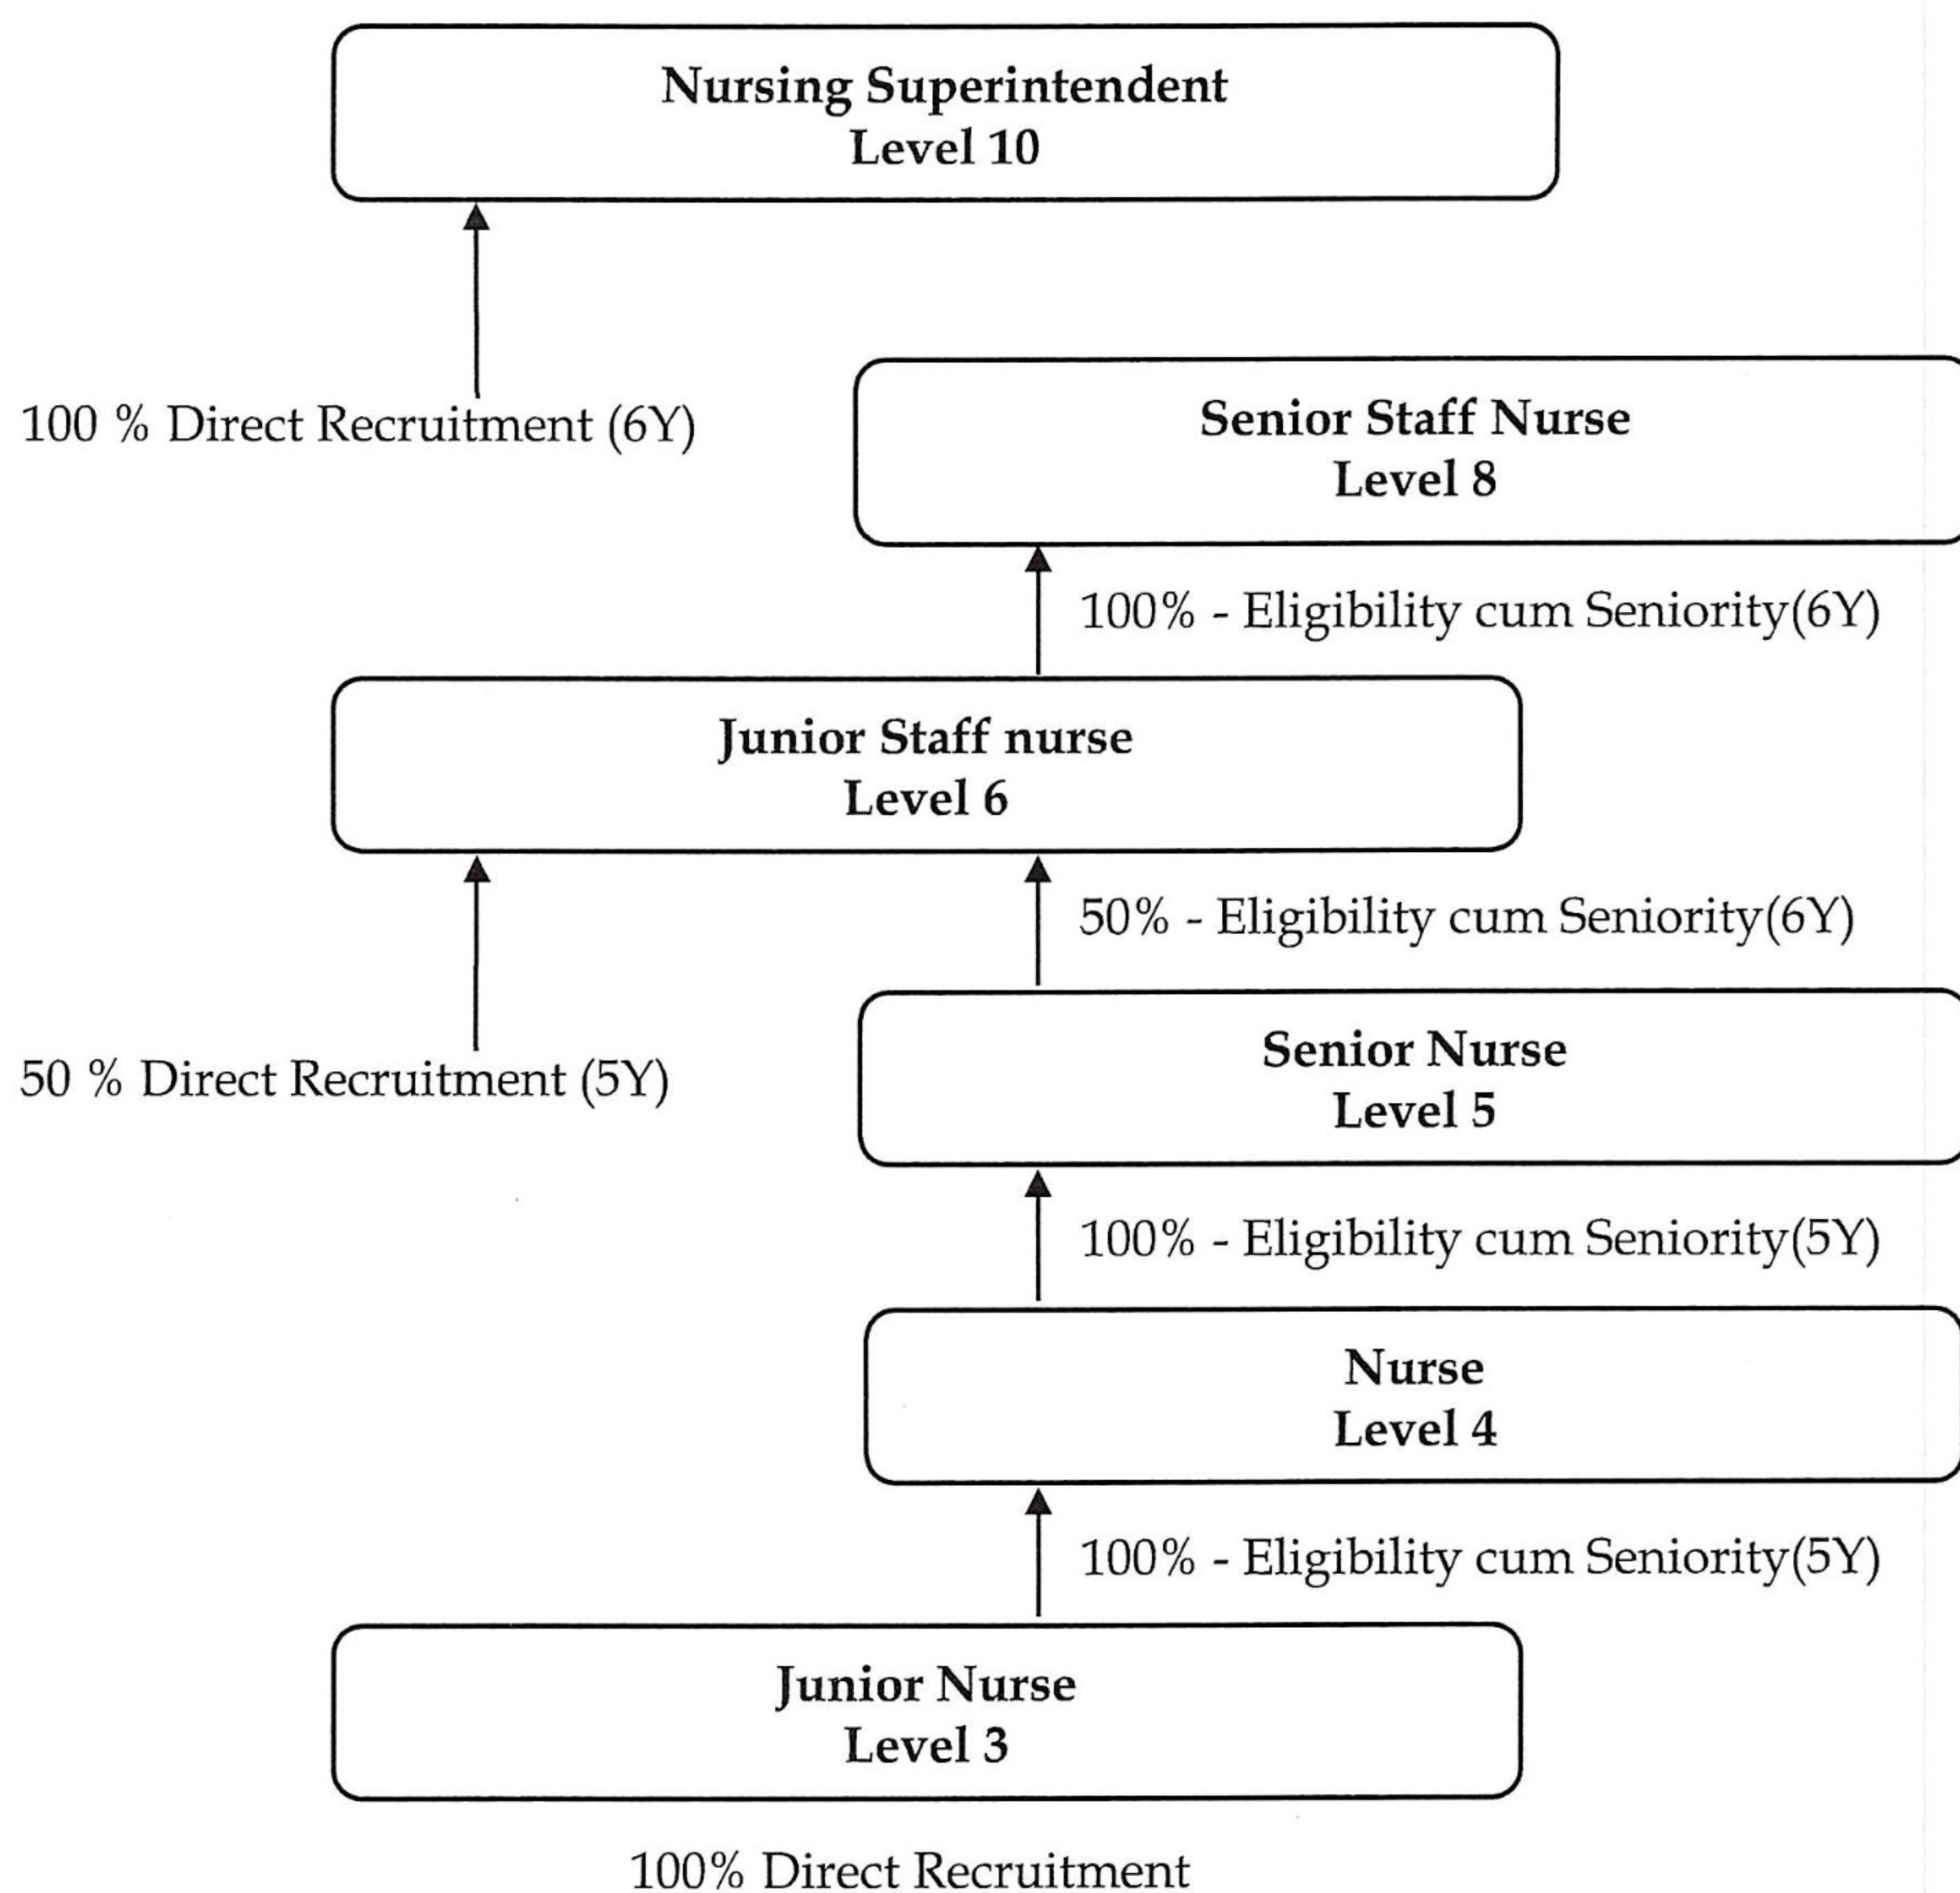 Nursing Superintendent
Level 10
100 % Direct Recruitment (6Y)
Senior Staff Nurse
Level 8
100% - Eligibility cum Seniority(6Y)
Junior Staff nurse
Level 6
50% - Eligibility cum Seniority(6Y)
50 % Direct Recruitment (5Y)
Senior Nurse
Level 5
100% - Eligibility cum Seniority(5Y)
Nurse
Level 4
100% - Eligibility cum Seniority(5Y)
Junior Nurse
Level 3
100% Direct Recruitment